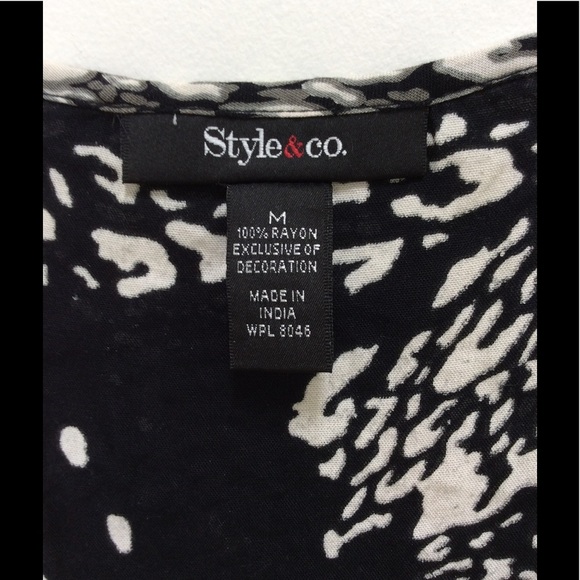 Style&co.
M
100% RAYON
EXCLUSIVE OF
DECORATION
MADE IN
INDIA
WPL 8046